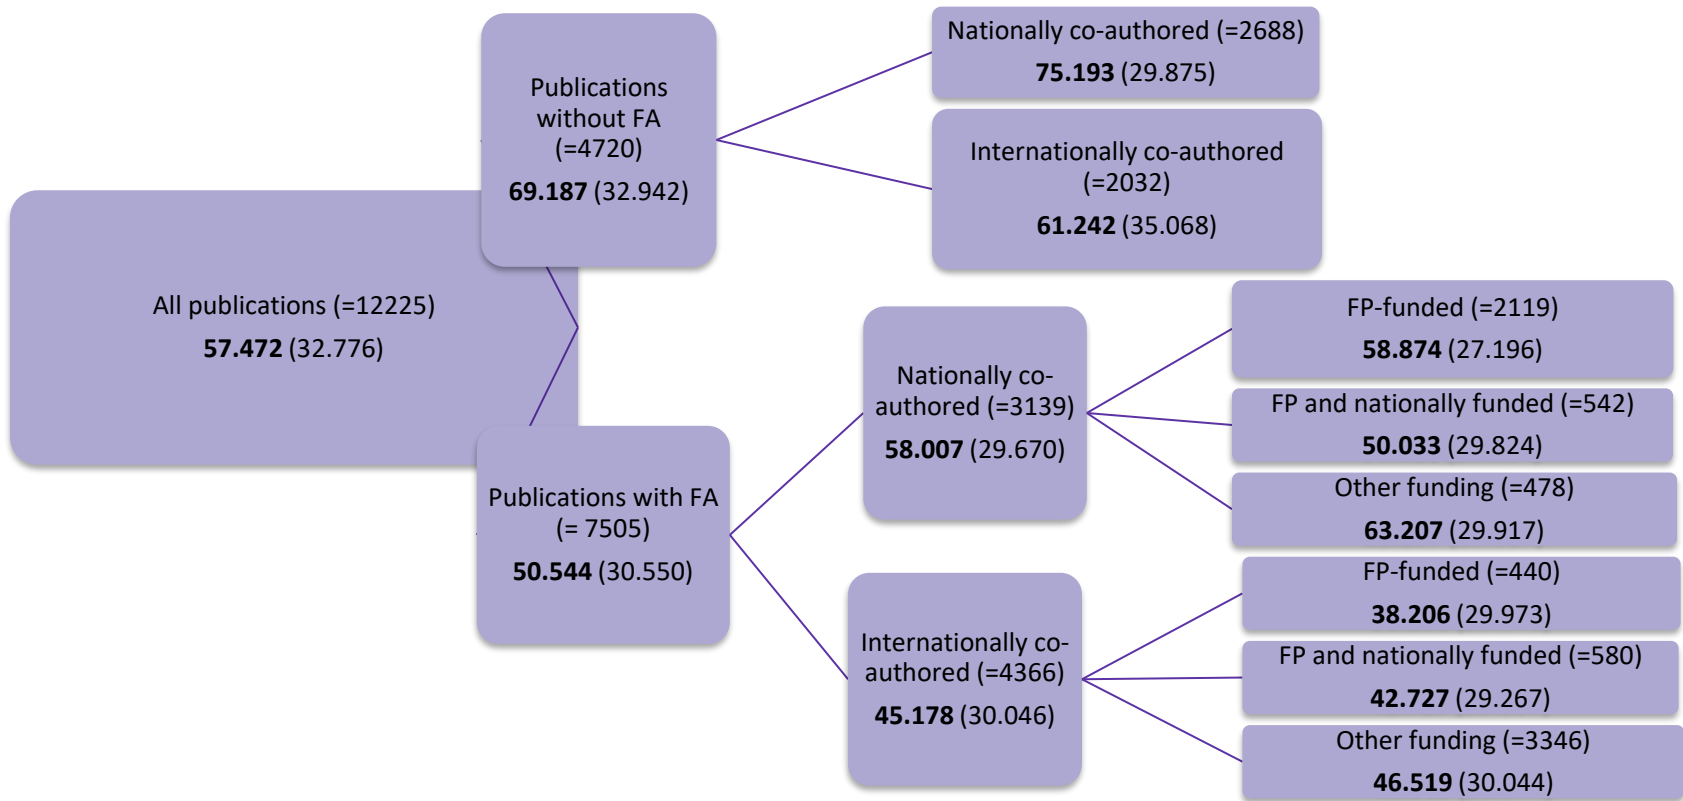 All publications (=12225)
57.472 (32.776)
Publications
without FA
(=4720)
69.187 (32.942)
Nationally co-authored (=2688)
75.193 (29.875)
Internationally co-authored
(=2032)
61.242 (35.068)
Publications with FA
(= 7505)
50.544 (30.550)
Nationally co-
authored (=3139)
58.007 (29.670)
FP-funded (=2119)
58.874 (27.196)
FP and nationally funded (=542)
50.033 (29.824)
Other funding (=478)
63.207 (29.917)
Internationally co-
authored (=4366)
45.178 (30.046)
FP-funded (=440)
38.206 (29.973)
FP and nationally funded (=580)
42.727 (29.267)
Other funding (=3346)
46.519 (30.044)